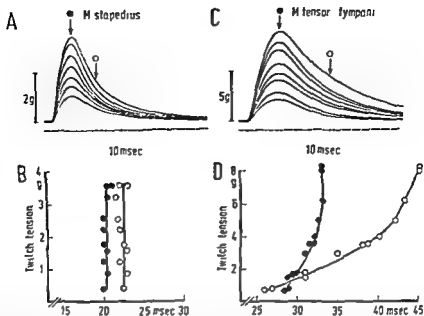 A
● M stapedius
○
2g
10 msec
C
● M tensor tympani
○
5g
10 msec
B
4
g
3
2
1
Twitch tension
15 20 25 30
msec
D
8
g
6
4
2
Twitch tension
25 30 35 40 45
msec